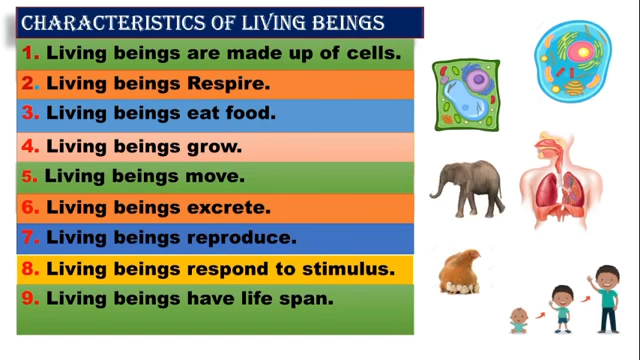 CHARACTERISTICS OF LIVING BEINGS
1. Living beings are made up of cells.
2. Living beings Respire.
3. Living beings eat food.
4. Living beings grow.
5. Living beings move.
6. Living beings excrete.
7. Living beings reproduce.
8. Living beings respond to stimulus.
9. Living beings have life span.